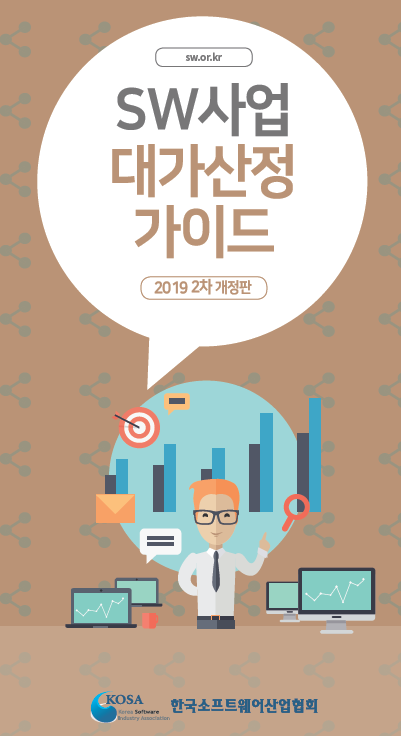 sw.or.kr
SW사업
대가산정
가이드
2019 2차 개정판
KOSA
Korea Software
Industry Association
한국소프트웨어산업협회